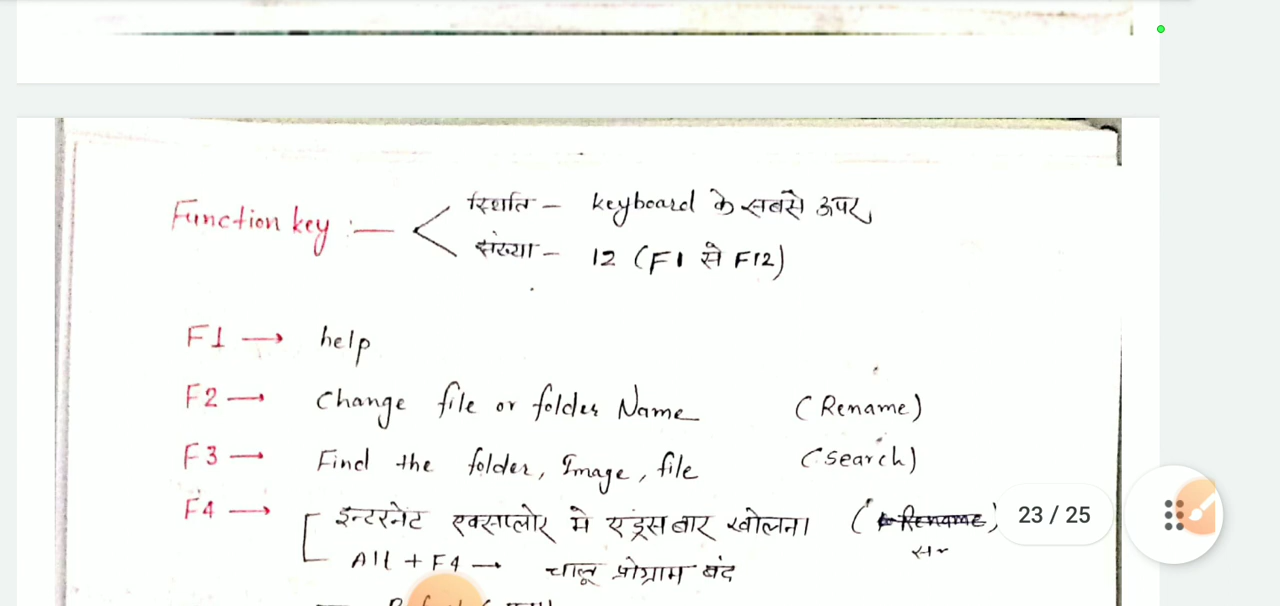 Function key :— < स्थिति – keyboard के सबसे ऊपर
संख्या – 12 (F1 से F12)
F1 → help
F2 → change file or folder Name (Rename)
F3 → Find the folder, Image, file (search)
F4 → इन्टरनेट एक्सप्लोर मे एड्रेस बार खोलना (Rename)
Alt + F4 → चालू प्रोग्राम बंद
23 / 25